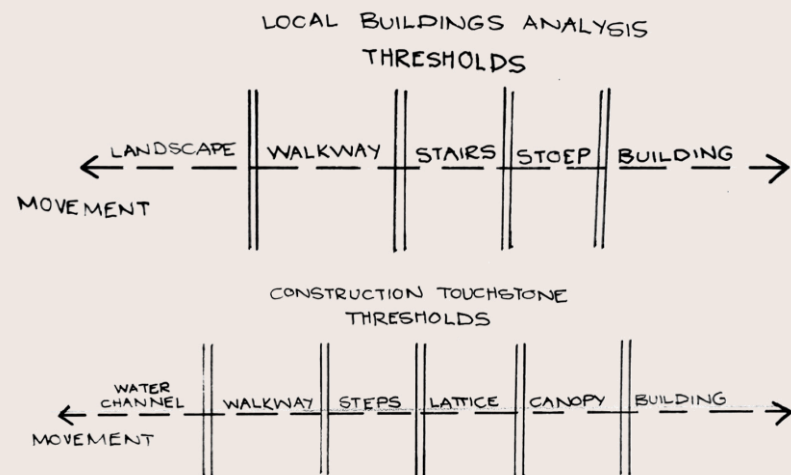 LOCAL BUILDINGS ANALYSIS
THRESHOLDS
LANDSCAPE WALKWAY STAIRS STOEP BUILDING
MOVEMENT
CONSTRUCTION TOUCHSTONE
THRESHOLDS
WATER
CHANNEL WALKWAY STEPS LATTICE CANOPY BUILDING
MOVEMENT